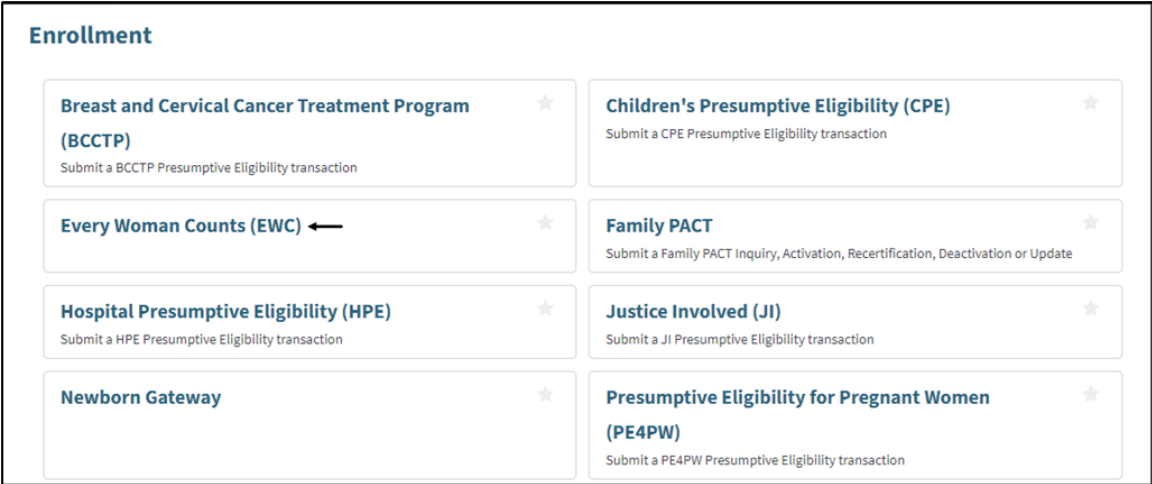 Enrollment
Breast and Cervical Cancer Treatment Program
(BCCTP)
Submit a BCCTP Presumptive Eligibility transaction
Children's Presumptive Eligibility (CPE)
Submit a CPE Presumptive Eligibility transaction
Every Woman Counts (EWC)
Family PACT
Submit a Family PACT Inquiry, Activation, Recertification, Deactivation or Update
Hospital Presumptive Eligibility (HPE)
Submit a HPE Presumptive Eligibility transaction
Justice Involved (JI)
Submit a JI Presumptive Eligibility transaction
Newborn Gateway
Presumptive Eligibility for Pregnant Women
(PE4PW)
Submit a PE4PW Presumptive Eligibility transaction